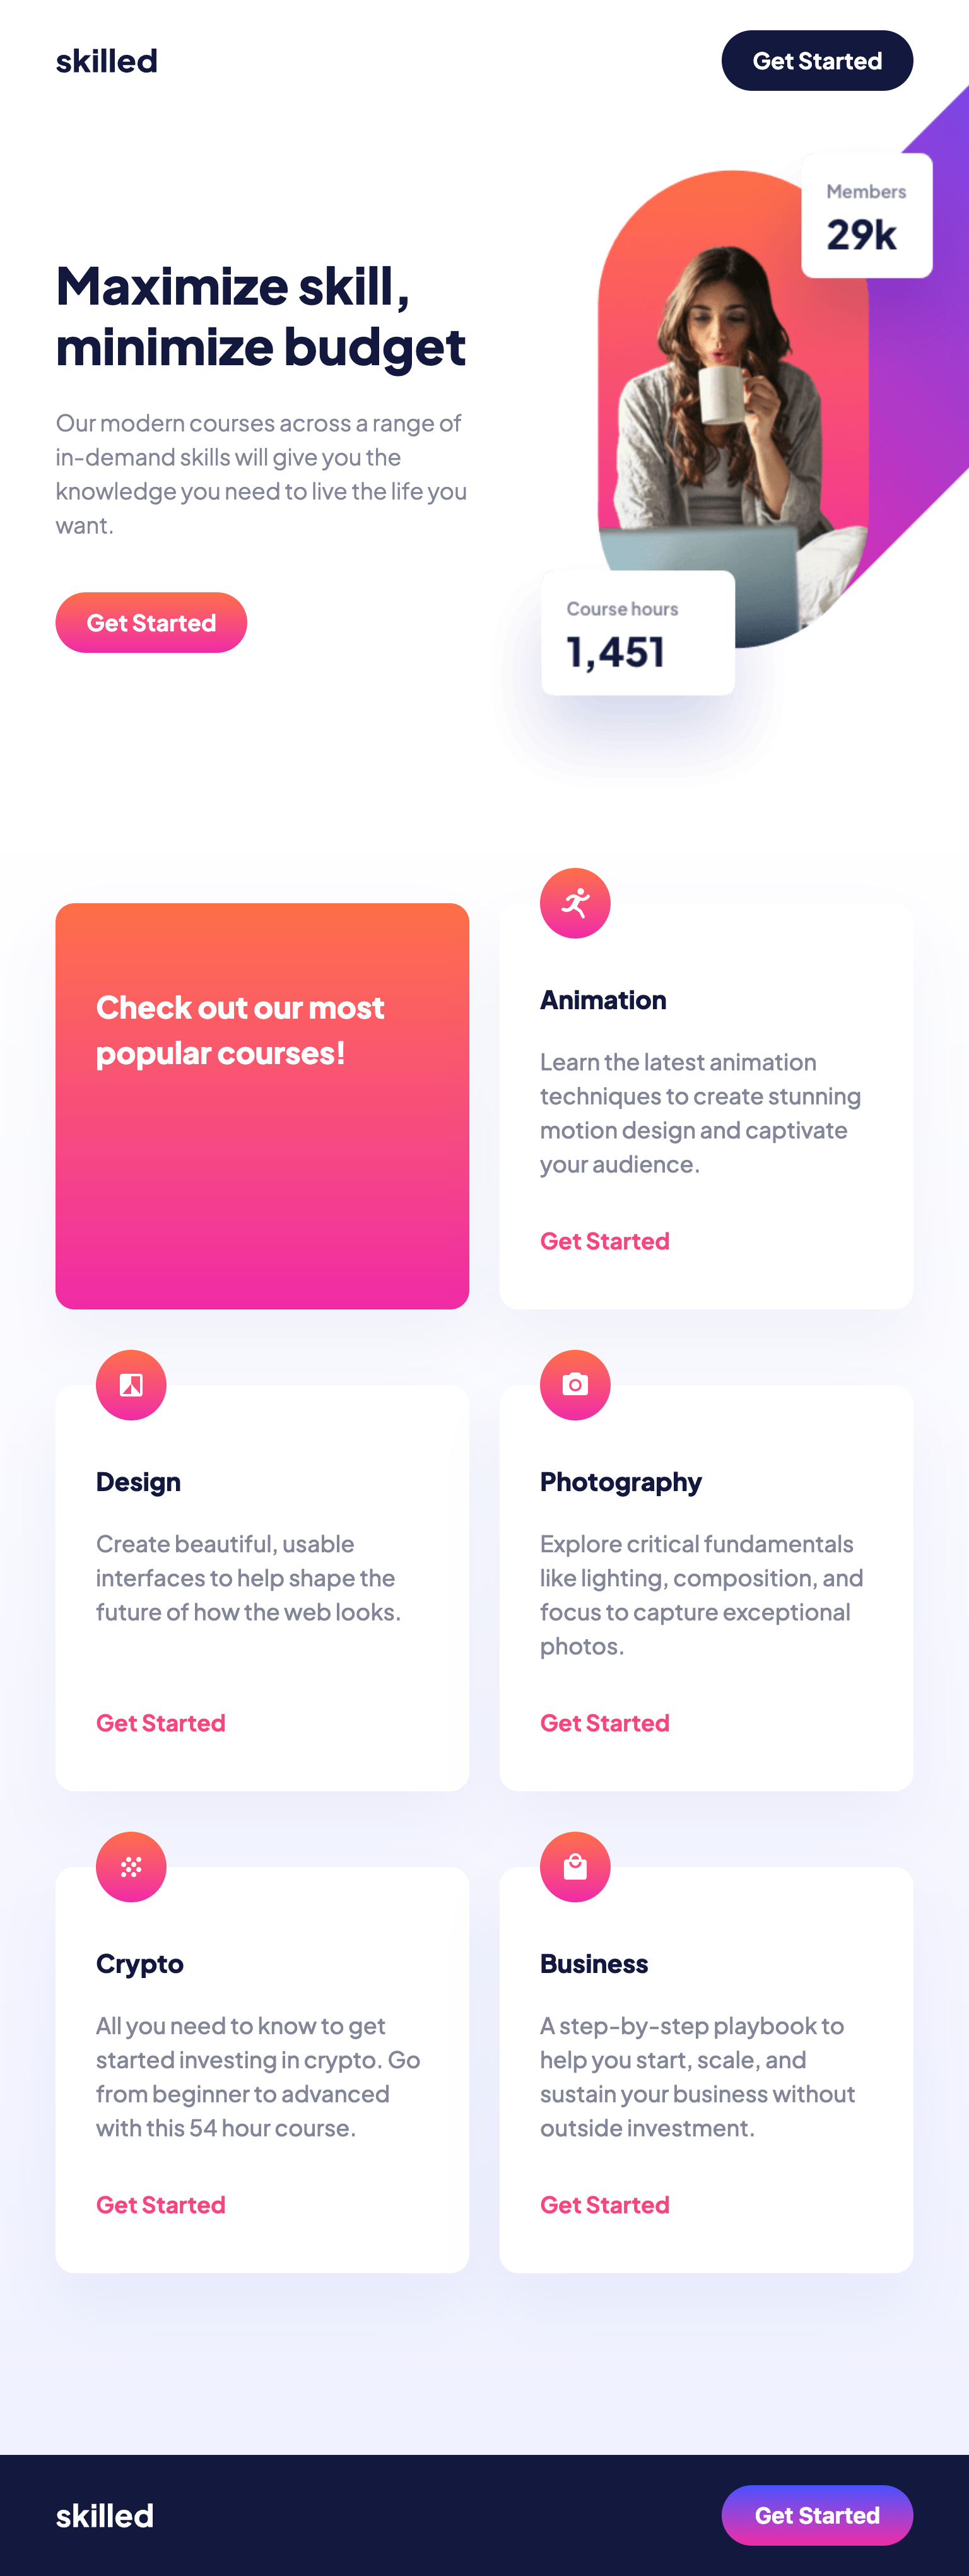 skilled
Get Started
Members
29k
Maximize skill,
minimize budget
Our modern courses across a range of
in-demand skills will give you the
knowledge you need to live the life you
want.
Get Started
Course hours
1,451
Check out our most
popular courses!
Animation
Learn the latest animation
techniques to create stunning
motion design and captivate
your audience.
Get Started
Design
Create beautiful, usable
interfaces to help shape the
future of how the web looks.
Get Started
Photography
Explore critical fundamentals
like lighting, composition, and
focus to capture exceptional
photos.
Get Started
Crypto
All you need to know to get
started investing in crypto. Go
from beginner to advanced
with this 54 hour course.
Get Started
Business
A step-by-step playbook to
help you start, scale, and
sustain your business without
outside investment.
Get Started
skilled
Get Started